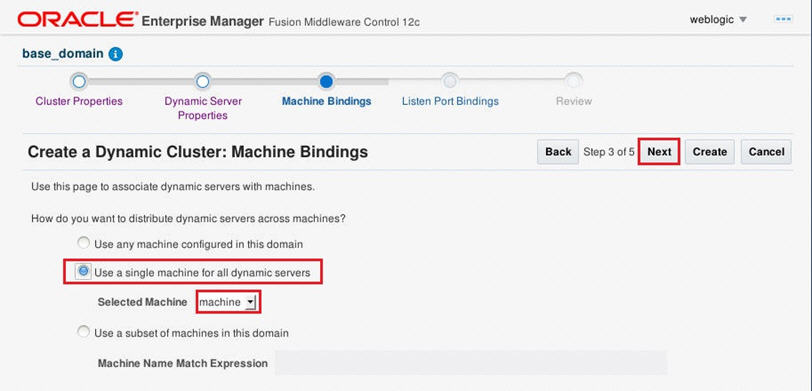 ORACLE Enterprise Manager Fusion Middleware Control 12c weblogic
base_domain
Cluster Properties Dynamic Server Properties Machine Bindings Listen Port Bindings Review
Create a Dynamic Cluster: Machine Bindings Back Step 3 of 5 Next Create Cancel
Use this page to associate dynamic servers with machines.
How do you want to distribute dynamic servers across machines?
Use any machine configured in this domain
Use a single machine for all dynamic servers
Selected Machine machine
Use a subset of machines in this domain
Machine Name Match Expression